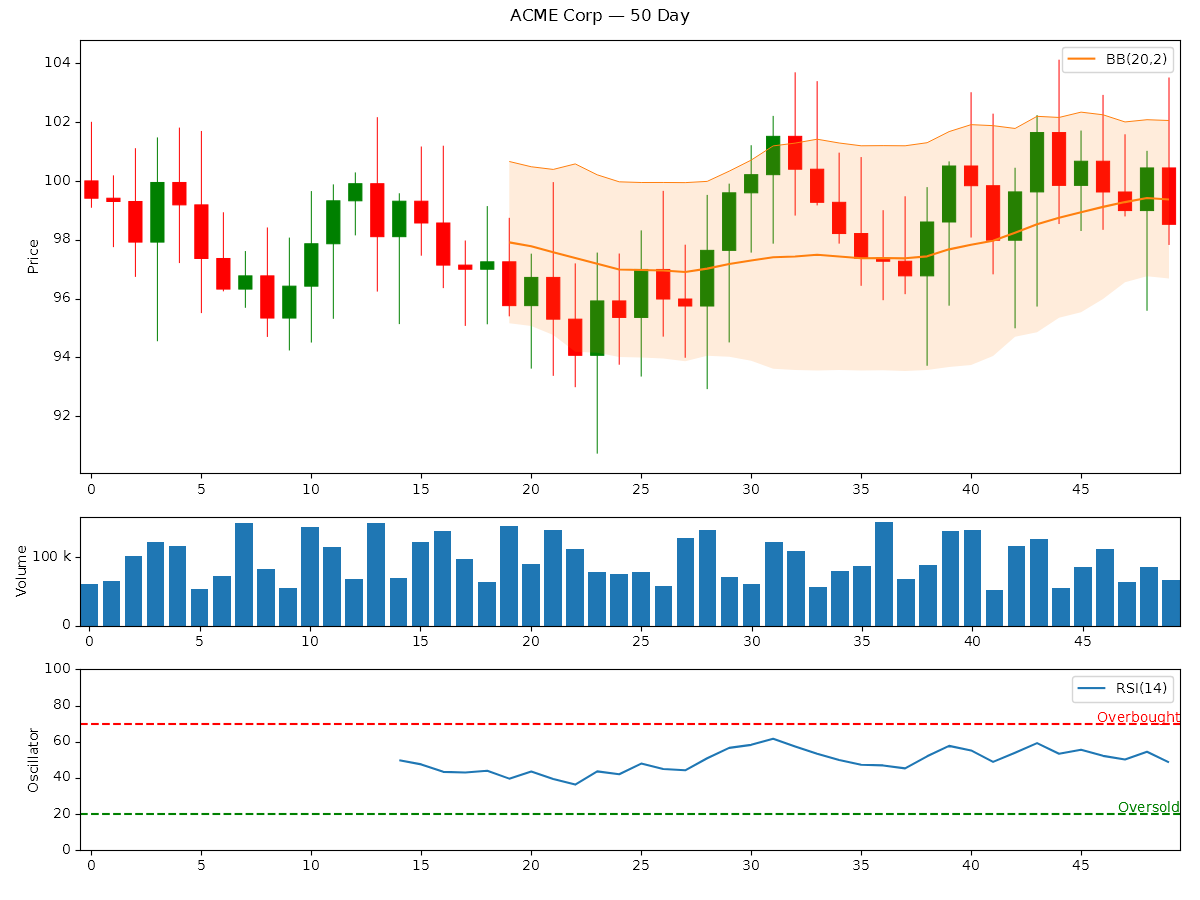 ACME Corp — 50 Day
BB(20,2)
104
102
100
98
96
94
92
Price
0 5 10 15 20 25 30 35 40 45
100 k
0
Volume
0 5 10 15 20 25 30 35 40 45
RSI(14)
100
80
60
40
20
0
Oscillator
Overbought
Oversold
0 5 10 15 20 25 30 35 40 45